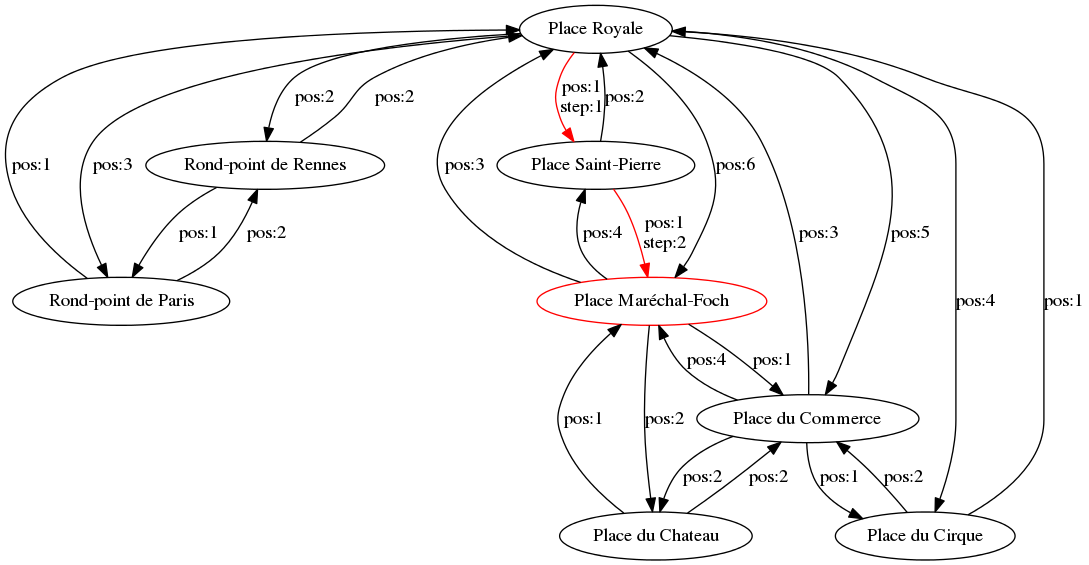 Place Royale
pos:1
step:1
pos:2
pos:2
pos:2
pos:1
pos:3
Rond-point de Rennes
pos:3
Place Saint-Pierre
pos:6
pos:1
pos:2
pos:4
pos:1
step:2
pos:3
pos:5
Rond-point de Paris
Place Maréchal-Foch
pos:4
pos:1
pos:4
pos:1
pos:1
pos:2
Place du Commerce
pos:2
pos:2
pos:1
pos:2
Place du Chateau
Place du Cirque